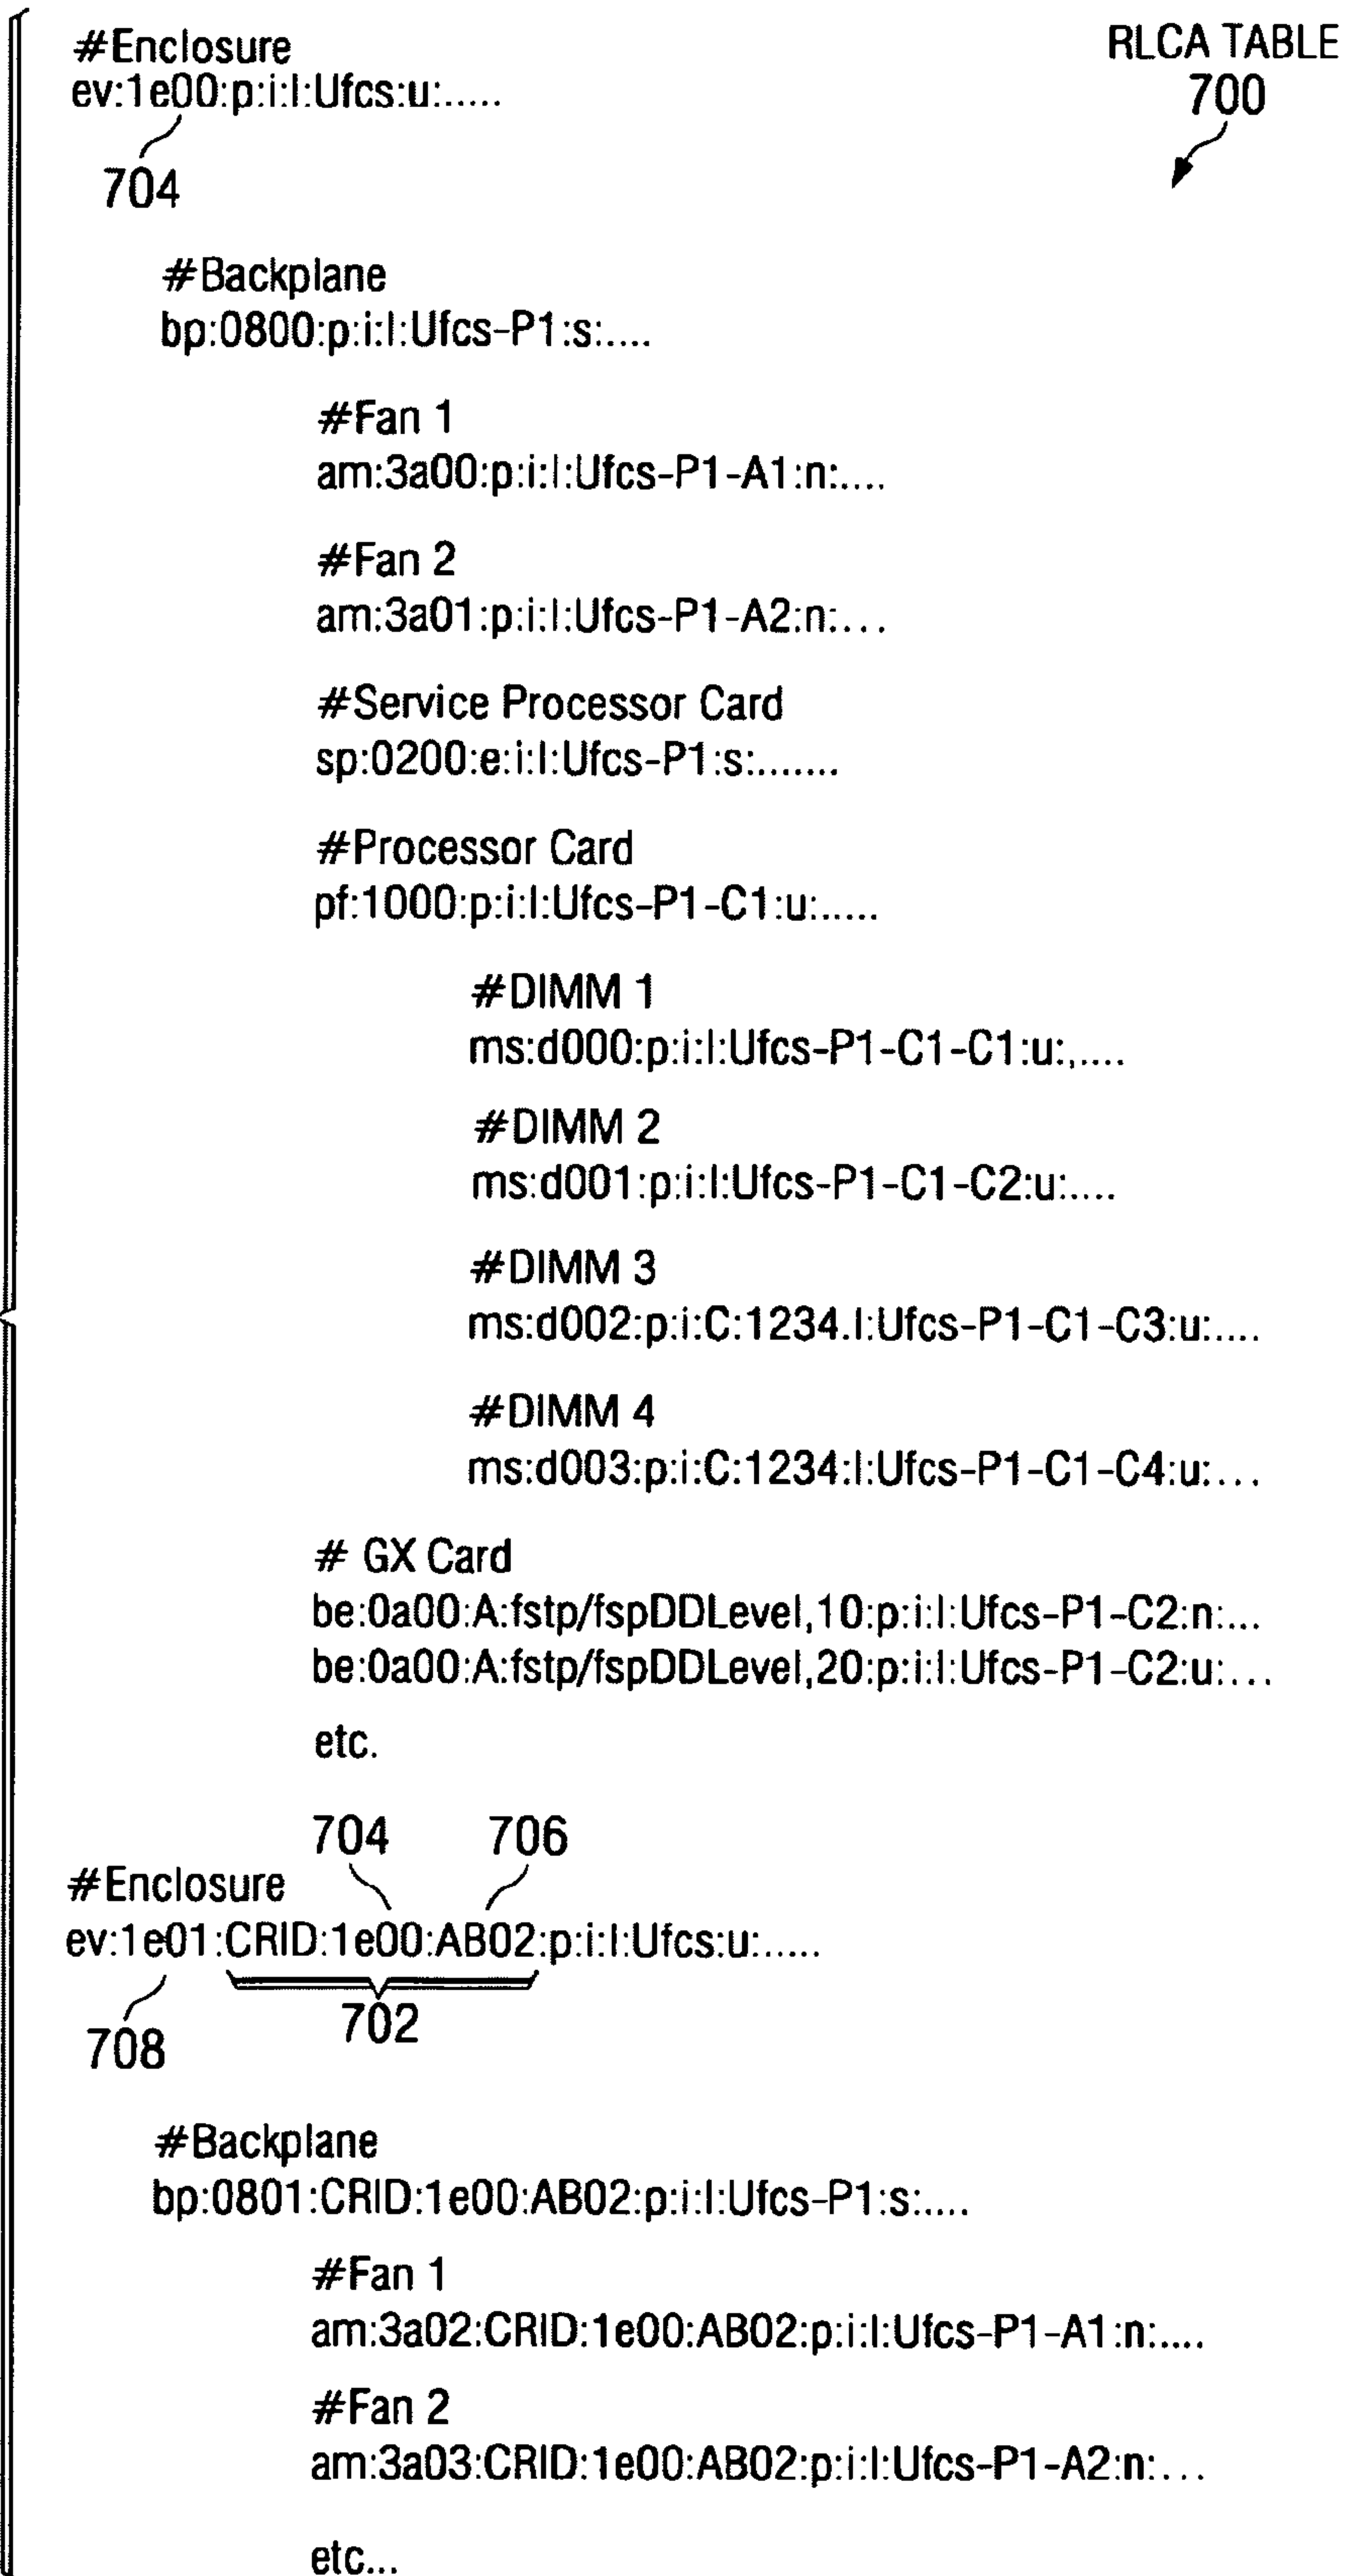 #Enclosure
RLCA TABLE
ev:1e00:p:i:l:Ufcs:u:.....
700
704
#Backplane
bp:0800:p:i:l:Ufcs-P1:s:....
#Fan 1
am:3a00:p:i:l:Ufcs-P1-A1:n:....
#Fan 2
am:3a01:p:i:l:Ufcs-P1-A2:n:...
#Service Processor Card
sp:0200:e:i:l:Ufcs-P1:s:.......
#Processor Card
pf:1000:p:i:l:Ufcs-P1-C1:u:.....
#DIMM 1
ms:d000:p:i:l:Ufcs-P1-C1-C1:u:,....
#DIMM 2
ms:d001:p:i:l:Ufcs-P1-C1-C2:u:....
#DIMM 3
ms:d002:p:i:C:1234.l:Ufcs-P1-C1-C3:u:....
#DIMM 4
ms:d003:p:i:C:1234:l:Ufcs-P1-C1-C4:u:...
# GX Card
be:0a00:A:fstp/fspDDLevel,10:p:i:l:Ufcs-P1-C2:n:...
be:0a00:A:fstp/fspDDLevel,20:p:i:l:Ufcs-P1-C2:u:...
etc.
704 706
#Enclosure
ev:1e01:CRID:1e00:AB02:p:i:l:Ufcs:u:.....
702
708
#Backplane
bp:0801:CRID:1e00:AB02:p:i:l:Ufcs-P1:s:....
#Fan 1
am:3a02:CRID:1e00:AB02:p:i:l:Ufcs-P1-A1:n:....
#Fan 2
am:3a03:CRID:1e00:AB02:p:i:l:Ufcs-P1-A2:n:...
etc...